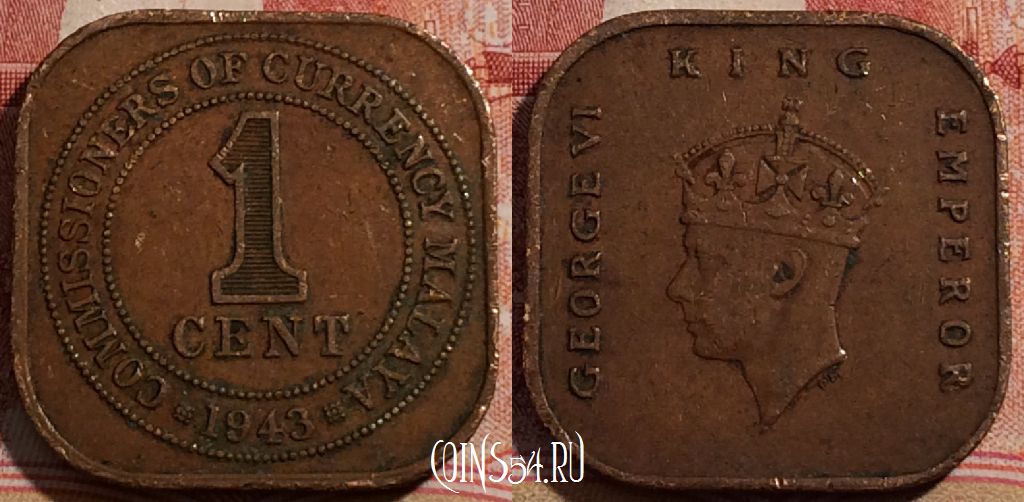 COMMISSIONERS OF CURRENCY MALAYA
1
CENT
1943
GEORGE VI
KING
EMPEROR
COINS54.RU